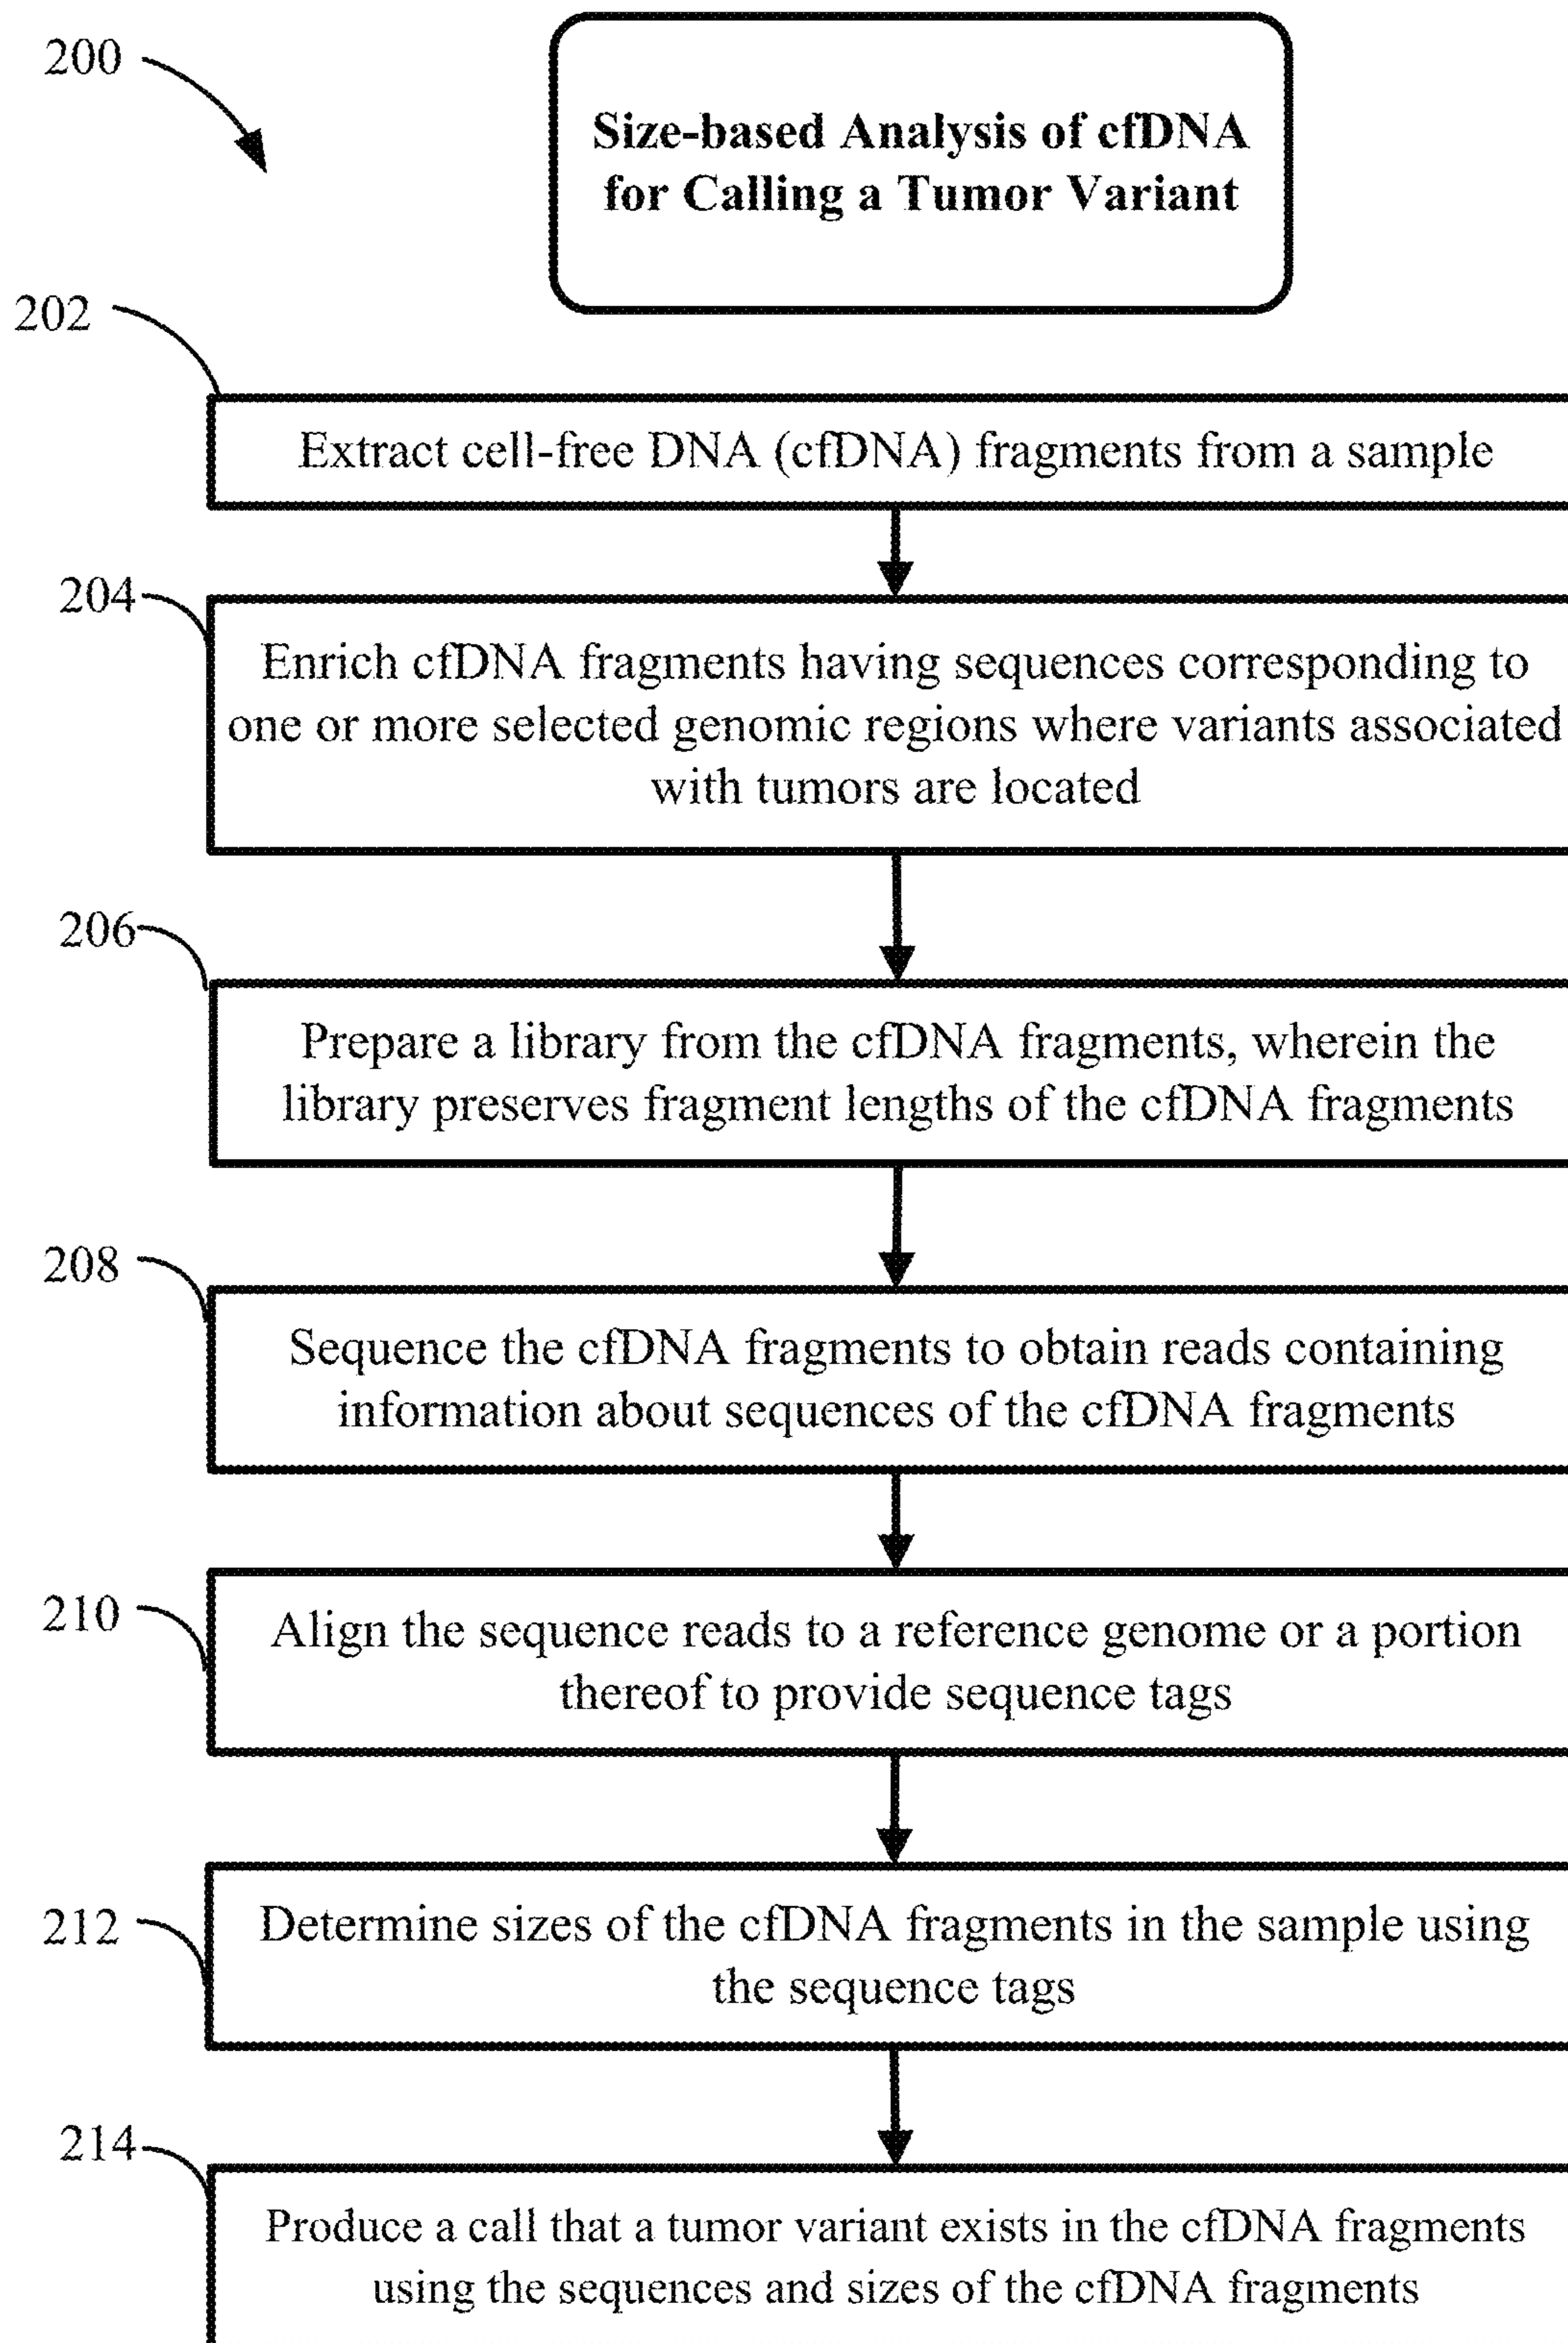 200
Size-based Analysis of cfDNA
for Calling a Tumor Variant
202
Extract cell-free DNA (cfDNA) fragments from a sample
204
Enrich cfDNA fragments having sequences corresponding to
one or more selected genomic regions where variants associated
with tumors are located
206
Prepare a library from the cfDNA fragments, wherein the
library preserves fragment lengths of the cfDNA fragments
208
Sequence the cfDNA fragments to obtain reads containing
information about sequences of the cfDNA fragments
210
Align the sequence reads to a reference genome or a portion
thereof to provide sequence tags
212
Determine sizes of the cfDNA fragments in the sample using
the sequence tags
214
Produce a call that a tumor variant exists in the cfDNA fragments
using the sequences and sizes of the cfDNA fragments